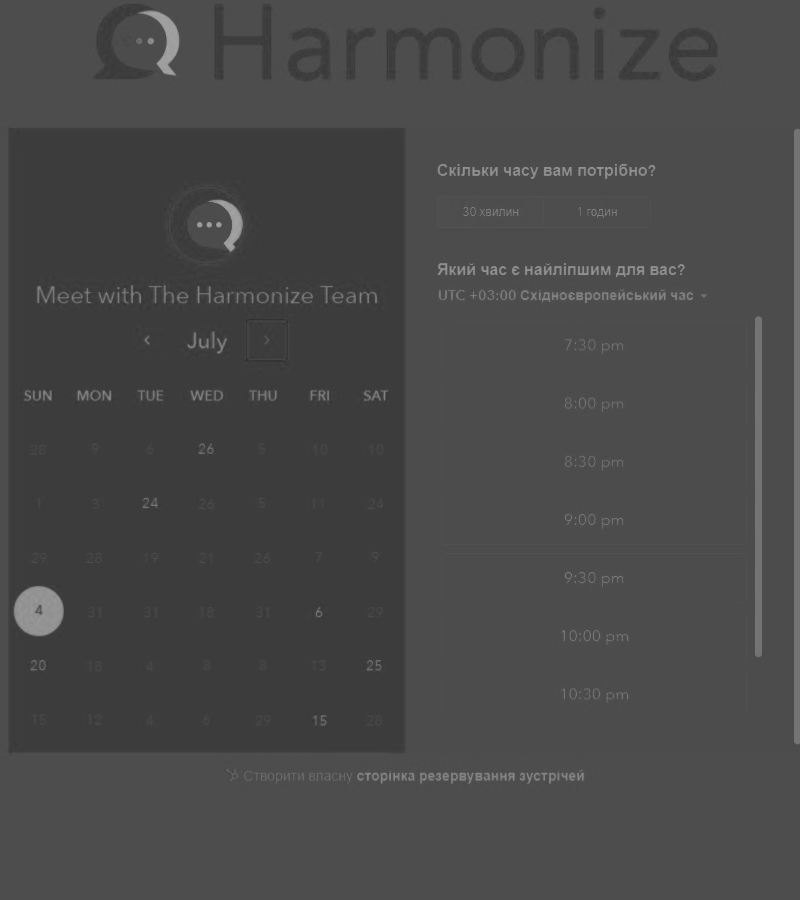 Harmonize
Meet with The Harmonize Team
July
SUN MON TUE WED THU FRI SAT
28 9 6 26 5 10 10
1 3 24 26 5 11 24
29 28 19 21 26 7 9
4 31 31 18 31 6 29
20 18 4 8 8 13 25
15 12 4 6 29 15 28
Скільки часу вам потрібно?
30 хвилин 1 годин
Який час є найліпшим для вас?
UTC +03:00 Східноєвропейський час
7:30 pm
8:00 pm
8:30 pm
9:00 pm
9:30 pm
10:00 pm
10:30 pm
Створити власну сторінка резервування зустрічей